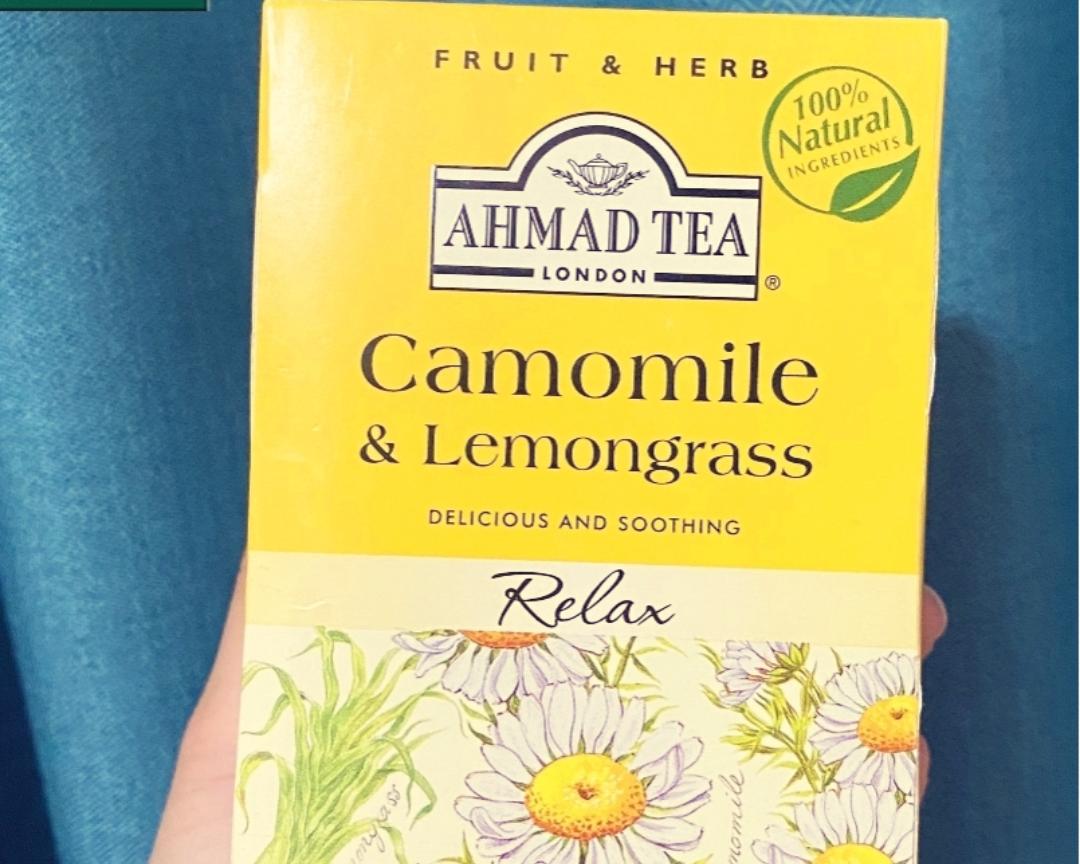 FRUIT & HERB
100%
Natural
INGREDIENTS
AHMAD TEA
LONDON
®
Camomile
& Lemongrass
DELICIOUS AND SOOTHING
Relax